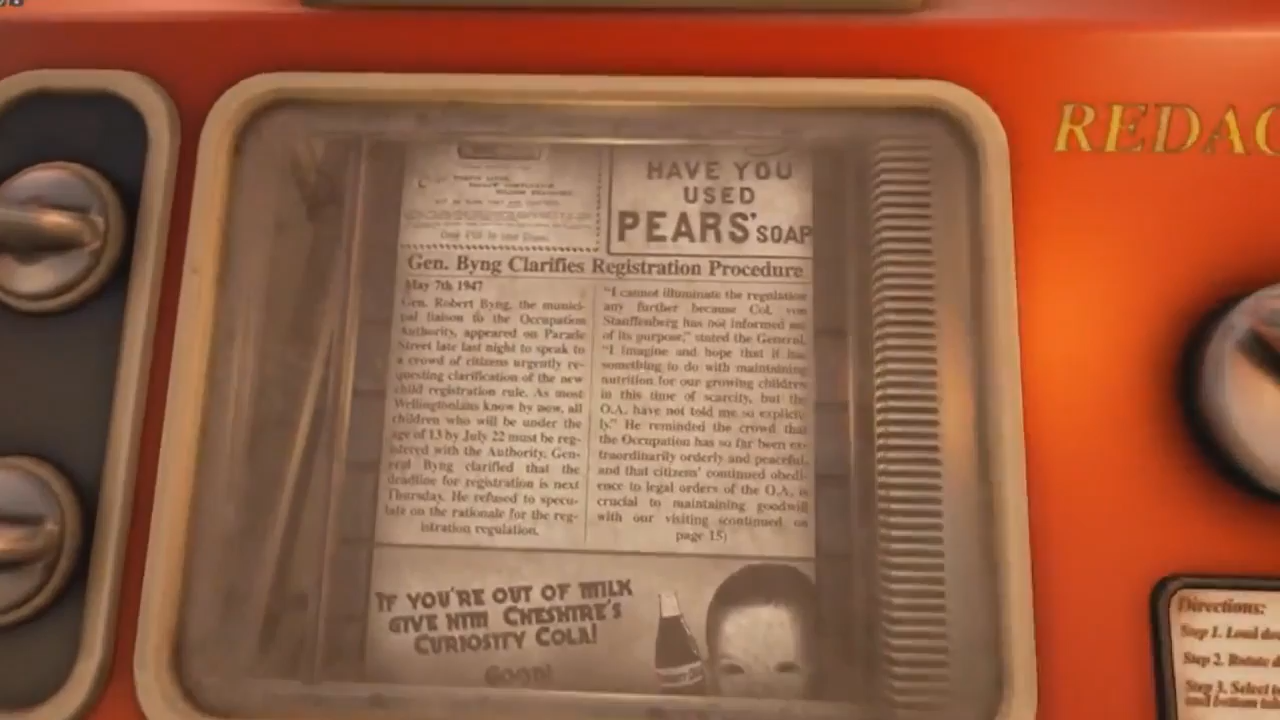 HAVE YOU
USED
PEARS' SOAP
Gen. Byng Clarifies Registration Procedure
May 7th 1947
Gen. Robert Byng, the munici-
pal liaison to the Occupation
Authority, appeared on Parade
Street late last night to speak to
a crowd of citizens urgently re-
questing clarification of the new
child registration rule. As most
Wellingtonians know by now, all
children who will be under the
age of 13 by July 22 must be reg-
istered with the Authority. Gen-
eral Byng clarified that the
deadline for registration is next
Thursday. He refused to specu-
late on the rationale for the reg-
istration regulation.
"I cannot illuminate the regulation
any further because Col. von
Stauffenberg has not informed me
of its purpose," stated the General.
"I imagine and hope that it has
something to do with maintaining
nutrition for our growing children
in this time of scarcity, but the
O.A. have not told me so explicit-
ly." He reminded the crowd that
the Occupation has so far been ex-
traordinarily orderly and peaceful,
and that citizens' continued obedi-
ence to legal orders of the O.A. is
crucial to maintaining goodwill
with our visiting (continued on
page 15)
IF YOU'RE OUT OF MILK
GIVE HIM CHESHIRE'S
CURIOSITY COLA!
Good!
REDAC
Directions:
Step 1. Load
Step 2. Rotate
Step 3. Select
and bottom